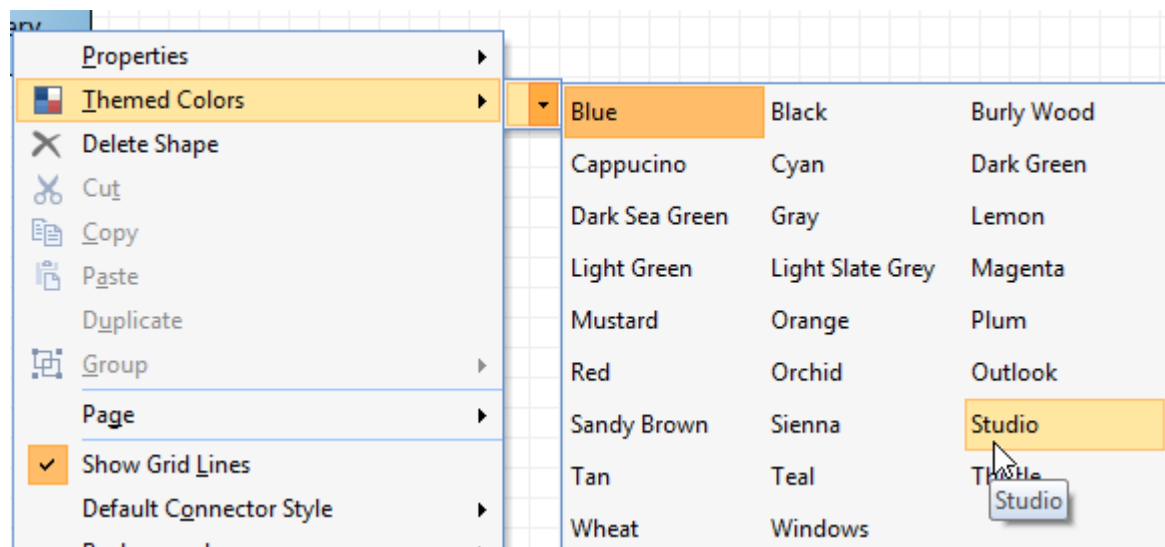 Properties
Themed Colors
Delete Shape
Cut
Copy
Paste
Duplicate
Group
Page
Show Grid Lines
Default Connector Style
Blue Black Burly Wood
Cappucino Cyan Dark Green
Dark Sea Green Gray Lemon
Light Green Light Slate Grey Magenta
Mustard Orange Plum
Red Orchid Outlook
Sandy Brown Sienna Studio
Tan Teal Thistle
Studio
Wheat Windows